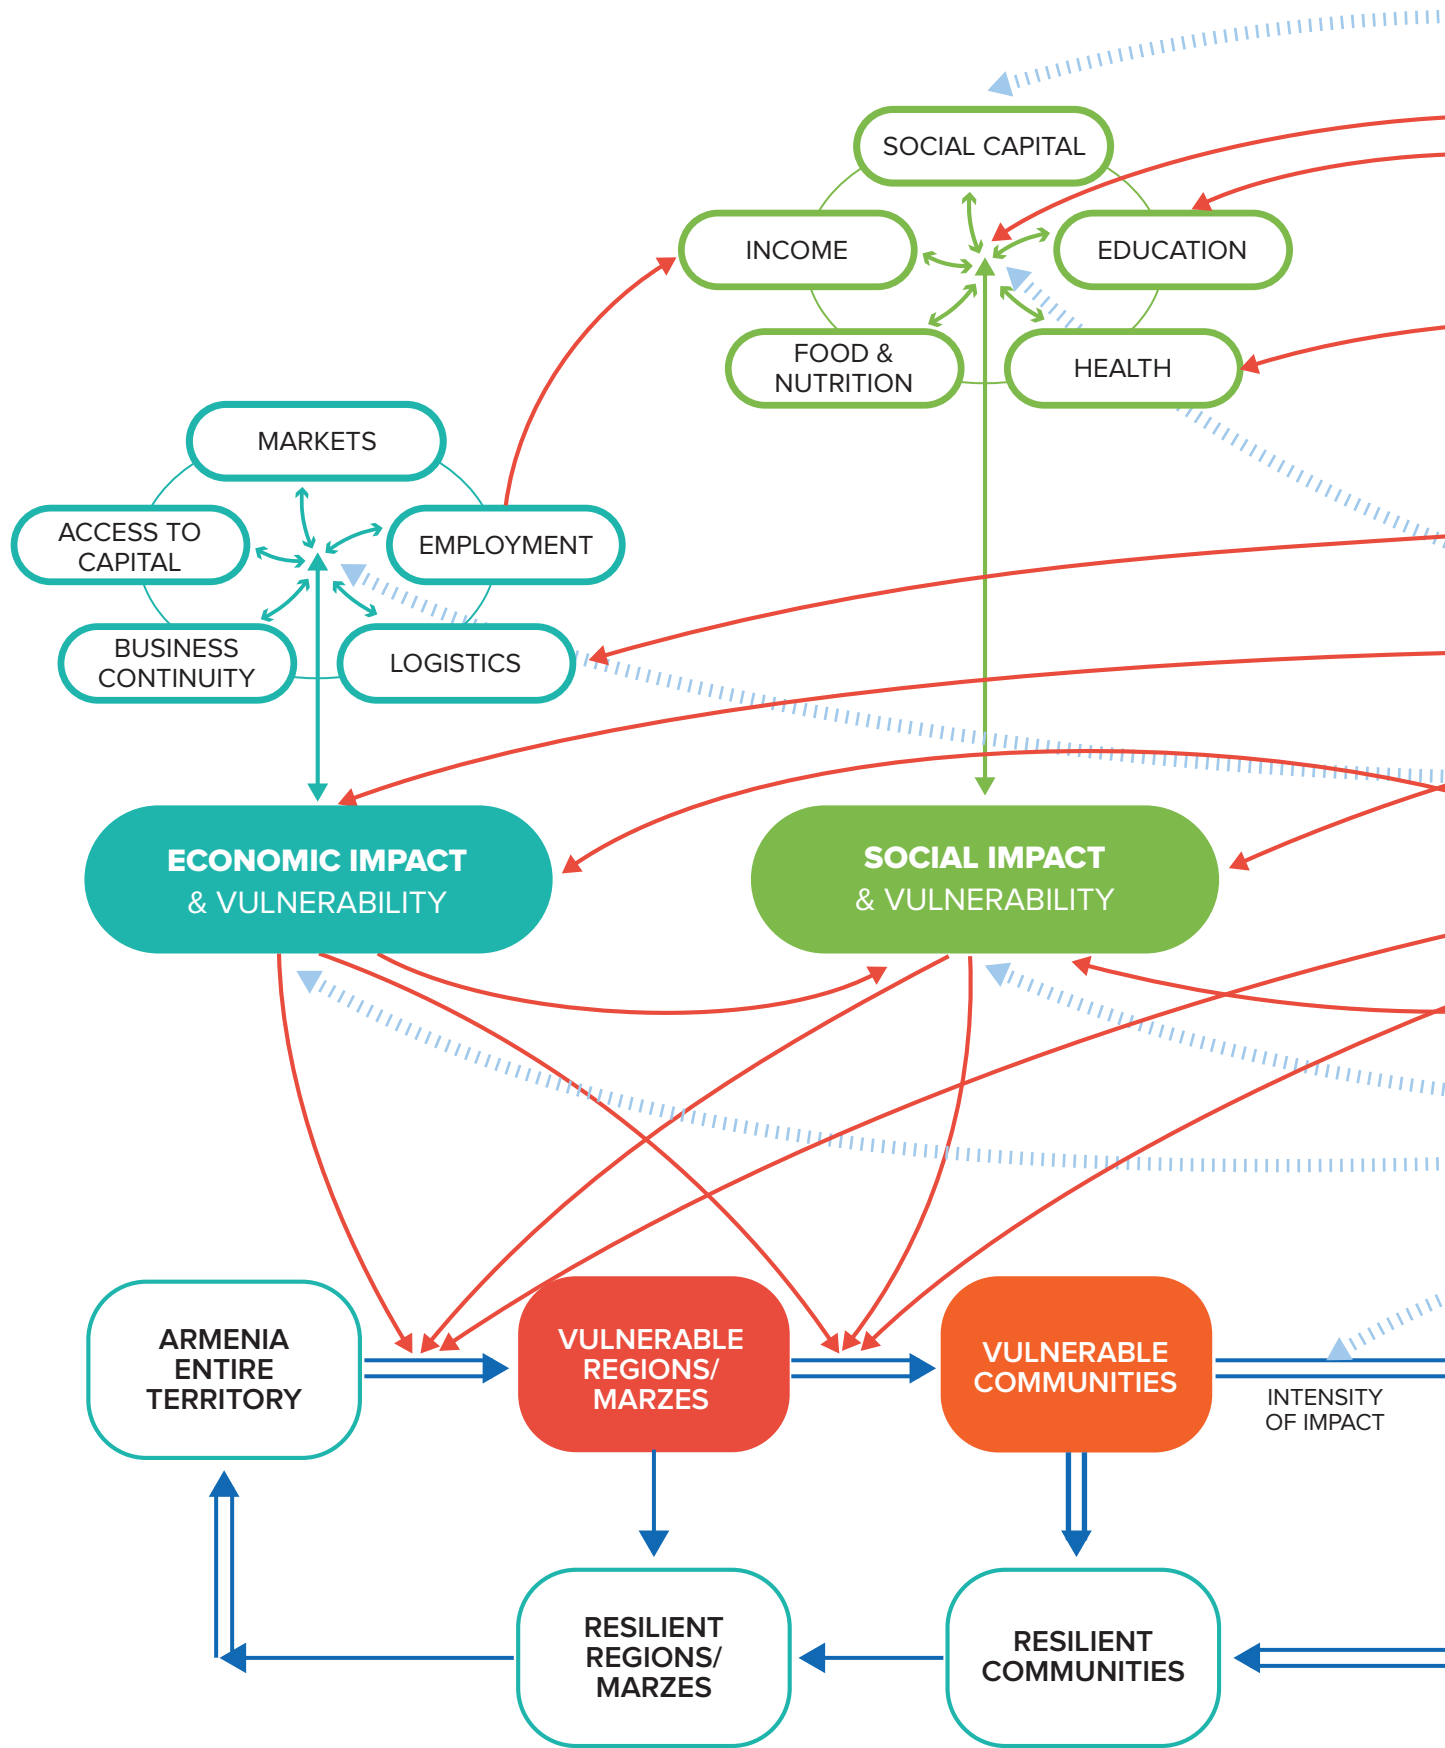 SOCIAL CAPITAL
INCOME
EDUCATION
FOOD &
NUTRITION
HEALTH
MARKETS
ACCESS TO
CAPITAL
EMPLOYMENT
BUSINESS
CONTINUITY
LOGISTICS
ECONOMIC IMPACT
& VULNERABILITY
SOCIAL IMPACT
& VULNERABILITY
ARMENIA
ENTIRE
TERRITORY
VULNERABLE
REGIONS/
MARZES
VULNERABLE
COMMUNITIES
INTENSITY
OF IMPACT
RESILIENT
REGIONS/
MARZES
RESILIENT
COMMUNITIES